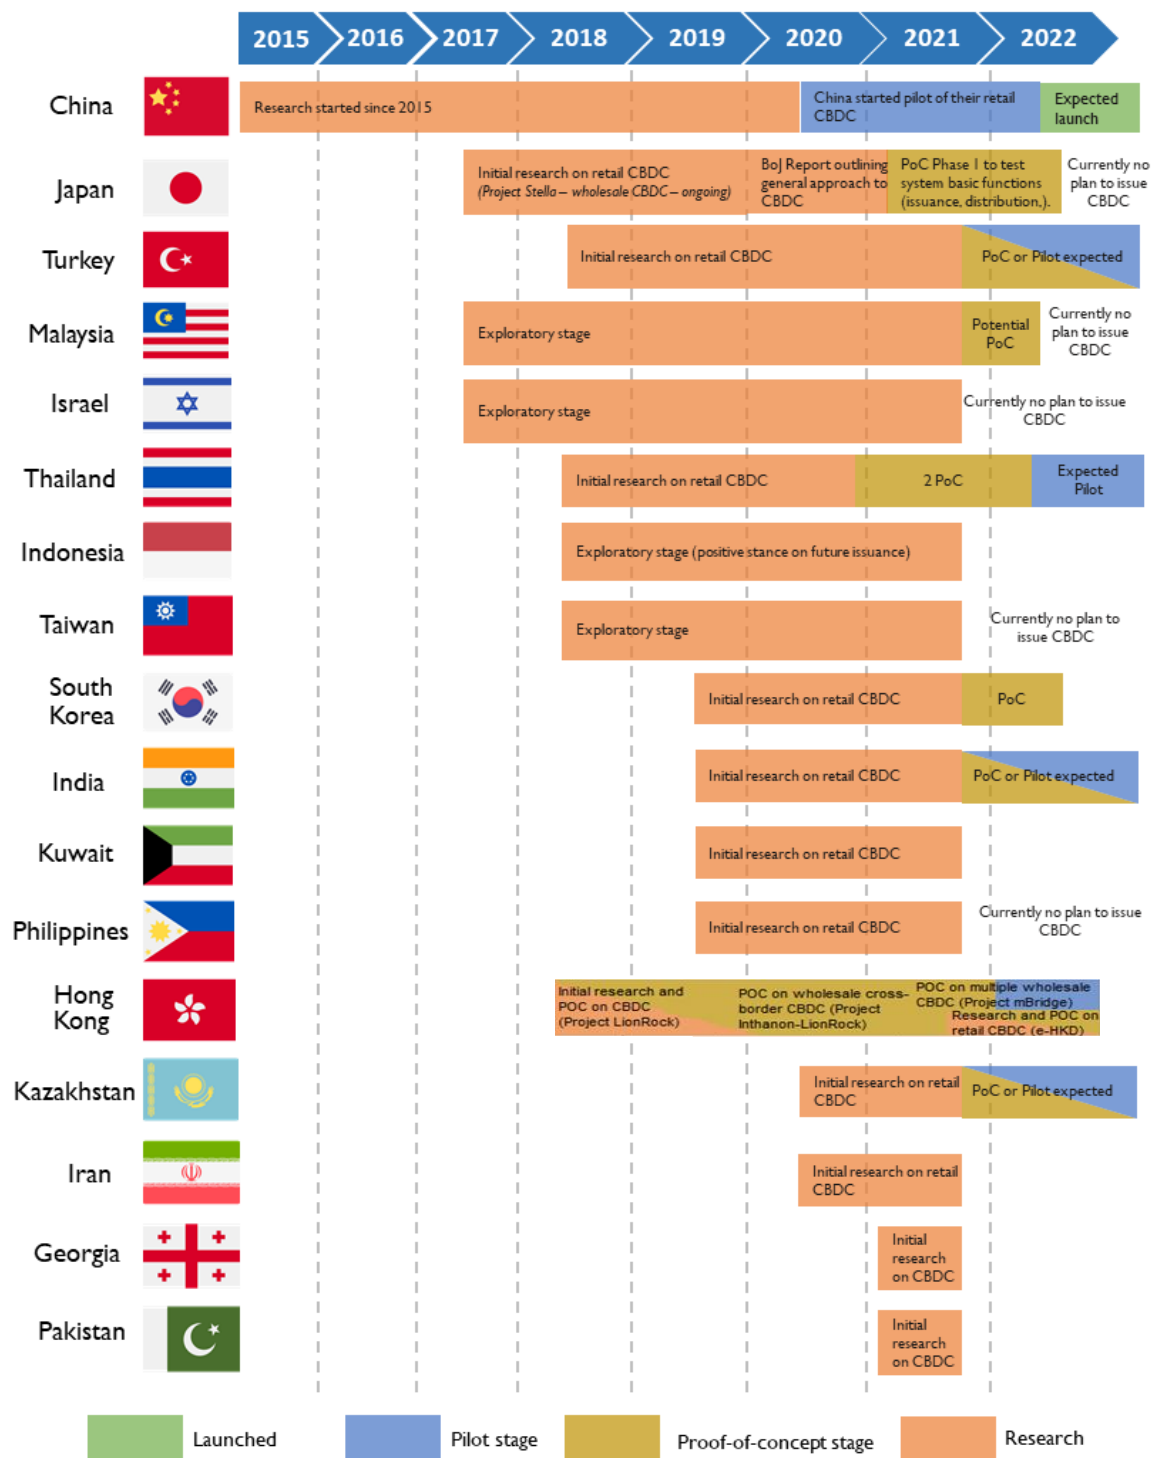 2015 2016 2017 2018 2019 2020 2021 2022
China
Research started since 2015
China started pilot of their retail
CBDC
Expected
launch
Japan
Initial research on retail CBDC
(Project Stella – wholesale CBDC – ongoing)
BoJ Report outlining
general approach to
CBDC
PoC Phase 1 to test
system basic functions
(issuance, distribution,).
Currently no
plan to issue
CBDC
Turkey
Initial research on retail CBDC
PoC or Pilot expected
Malaysia
Exploratory stage
Potential
PoC
Currently no
plan to issue
CBDC
Israel
Exploratory stage
Currently no plan to issue
CBDC
Thailand
Initial research on retail CBDC
2 PoC
Expected
Pilot
Indonesia
Exploratory stage (positive stance on future issuance)
Taiwan
Exploratory stage
Currently no plan to
issue CBDC
South
Korea
Initial research on retail CBDC
PoC
India
Initial research on retail CBDC
PoC or Pilot expected
Kuwait
Initial research on retail CBDC
Philippines
Initial research on retail CBDC
Currently no plan to issue
CBDC
Hong
Kong
Initial research and
POC on CBDC
(Project LionRock)
POC on wholesale cross-
border CBDC (Project
Inthanon-LionRock)
POC on multiple wholesale
CBDC (Project mBridge)
Research and POC on
retail CBDC (e-HKD)
Kazakhstan
Initial research on retail
CBDC
PoC or Pilot expected
Iran
Initial research on retail
CBDC
Georgia
Initial
research
on CBDC
Pakistan
Initial
research
on CBDC
Launched
Pilot stage
Proof-of-concept stage
Research